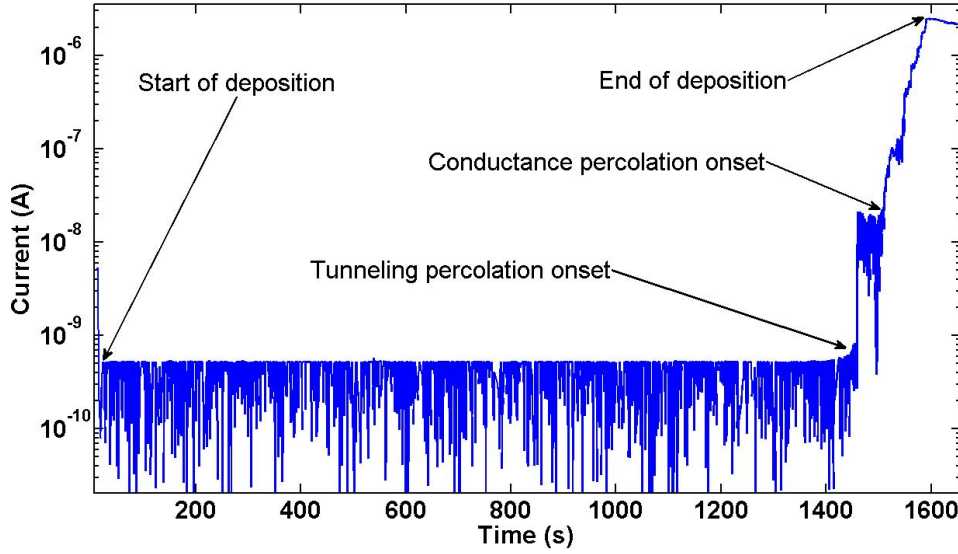 10^-6
Start of deposition
End of deposition
10^-7
Conductance percolation onset
10^-8
Tunneling percolation onset
10^-9
10^-10
Current (A)
200 400 600 800 1000 1200 1400 1600
Time (s)